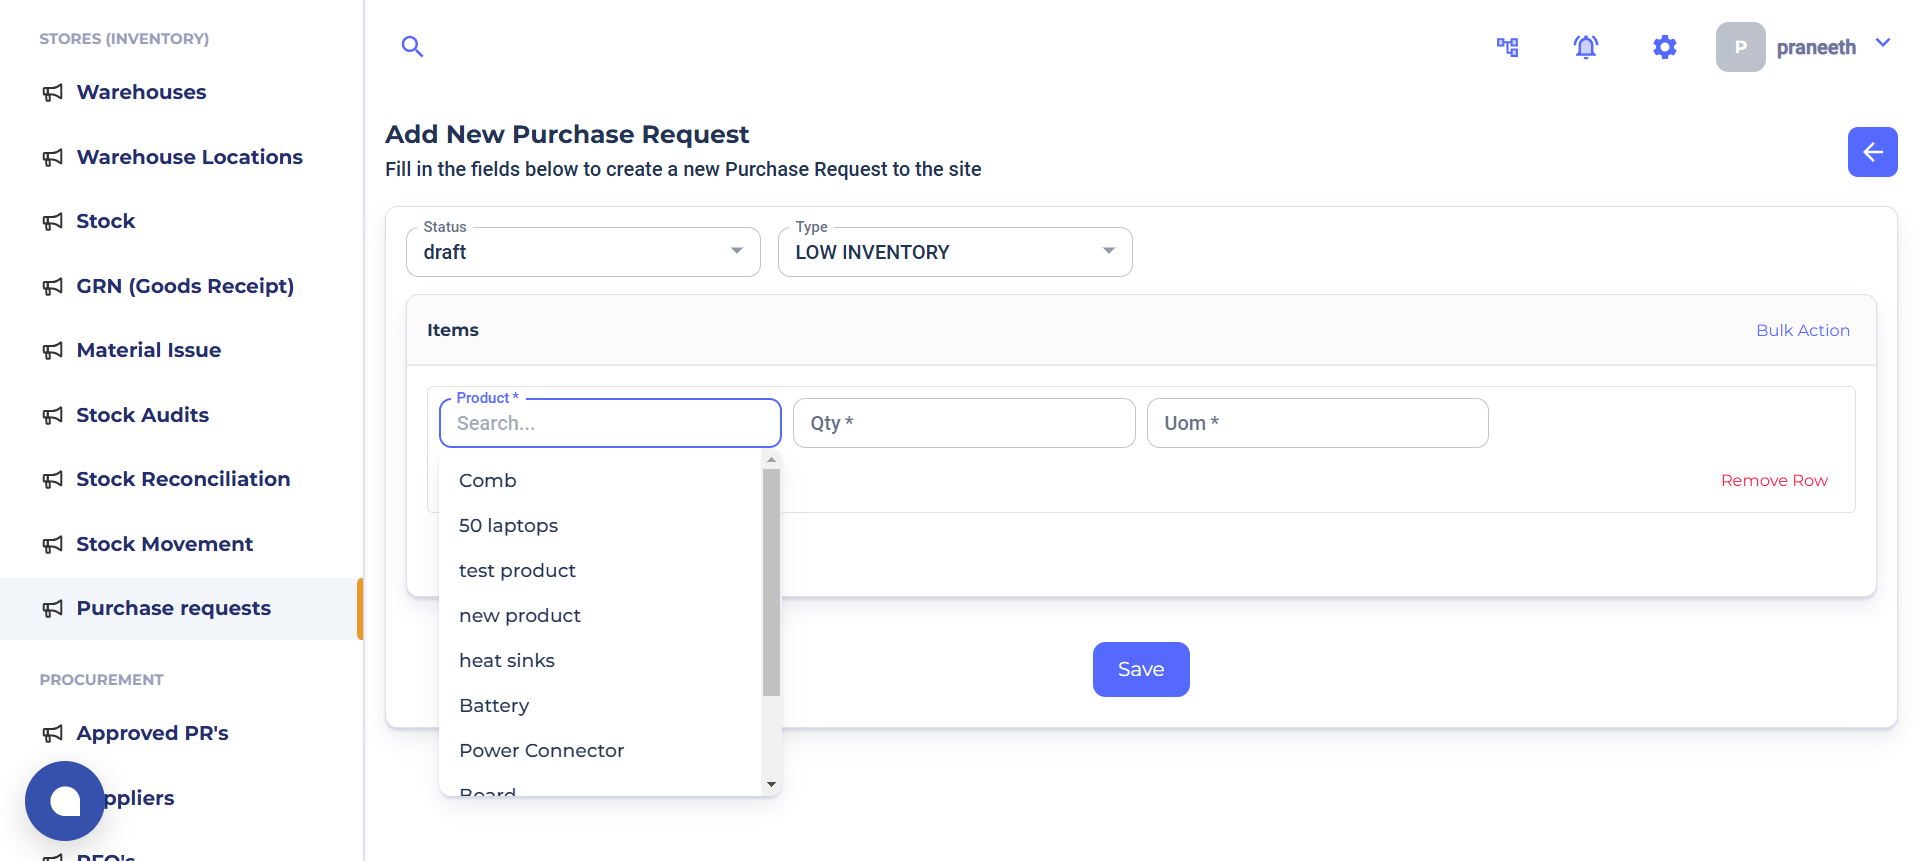 STORES (INVENTORY)
Warehouses
Warehouse Locations
Stock
GRN (Goods Receipt)
Material Issue
Stock Audits
Stock Reconciliation
Stock Movement
Purchase requests
PROCUREMENT
Approved PR's
ppliers
P praneeth
Add New Purchase Request
Fill in the fields below to create a new Purchase Request to the site
Status
draft
Type
LOW INVENTORY
Items
Bulk Action
Product *
Search...
Qty *
Uom *
Comb
50 laptops
test product
new product
heat sinks
Battery
Power Connector
Board
Remove Row
Save